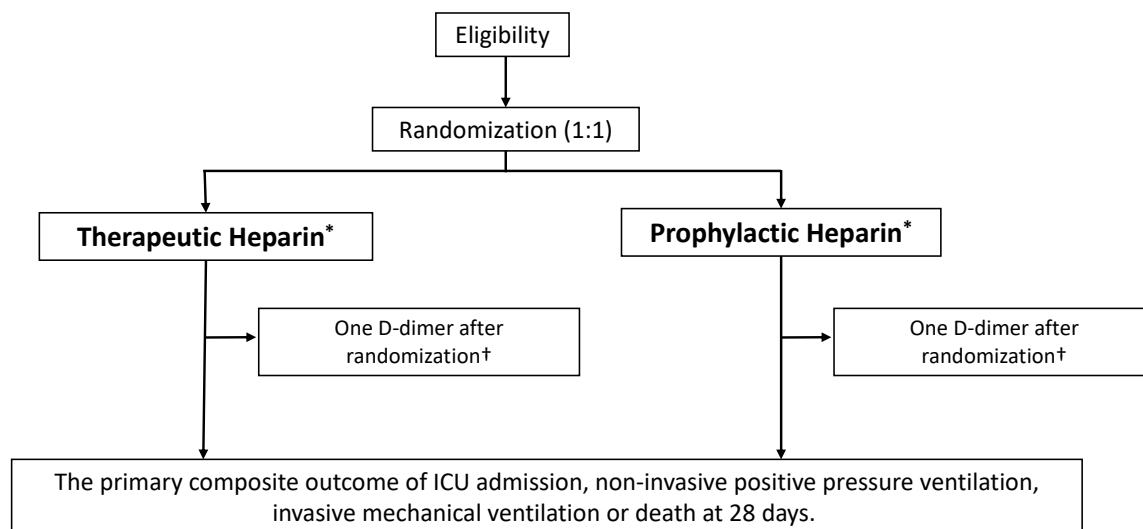 Eligibility
Randomization (1:1)
Therapeutic Heparin*
Prophylactic Heparin*
One D-dimer after
randomization†
One D-dimer after
randomization†
The primary composite outcome of ICU admission, non-invasive positive pressure ventilation,
invasive mechanical ventilation or death at 28 days.